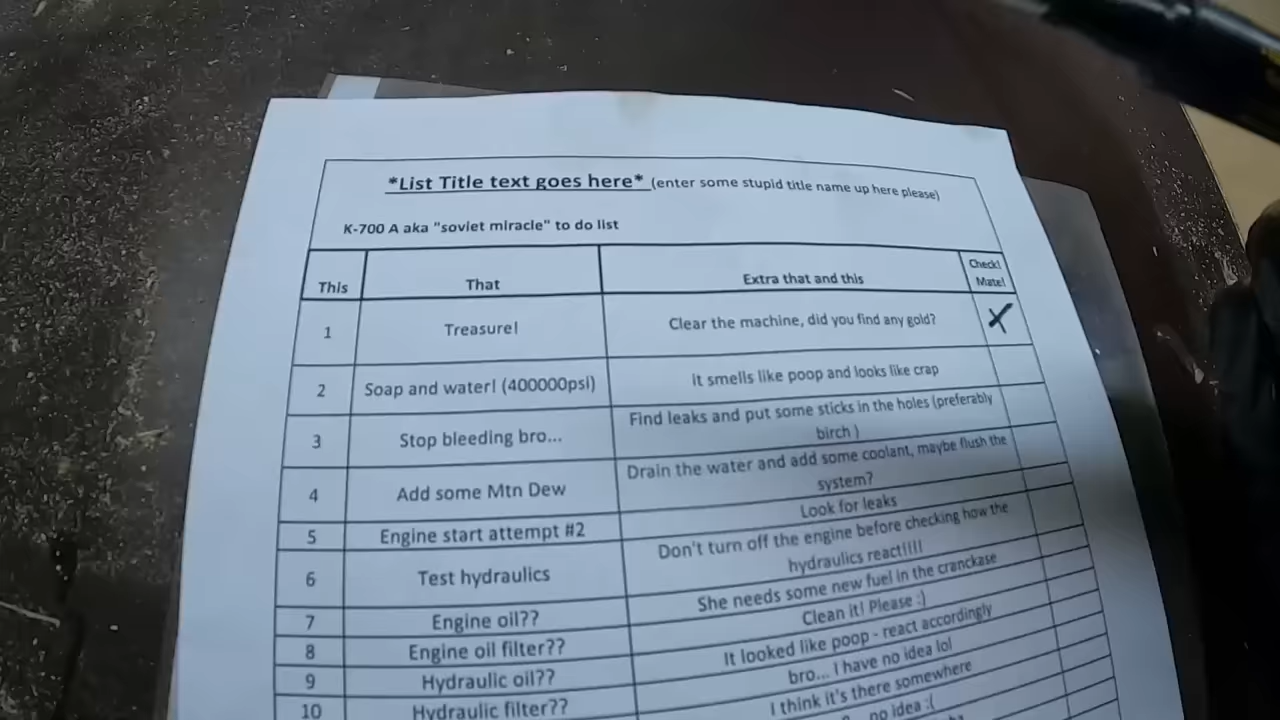 *List Title text goes here* (enter some stupid title name up here please)
K-700 A aka "soviet miracle" to do list
This That Extra that and this Check! Mate!
1 Treasure! Clear the machine, did you find any gold?
2 Soap and water! (400000psi) it smells like poop and looks like crap
3 Stop bleeding bro... Find leaks and put some sticks in the holes (preferably
birch )
4 Add some Mtn Dew Drain the water and add some coolant, maybe flush the
system?
5 Engine start attempt #2 Look for leaks
6 Test hydraulics Don't turn off the engine before checking how the
hydraulics react!!!!
7 Engine oil?? She needs some new fuel in the cranckase
8 Engine oil filter?? Clean it! Please :)
9 Hydraulic oil?? It looked like poop - react accordingly
10 Hydraulic filter?? bro... I have no idea lol
I think it's there somewhere
no idea :(